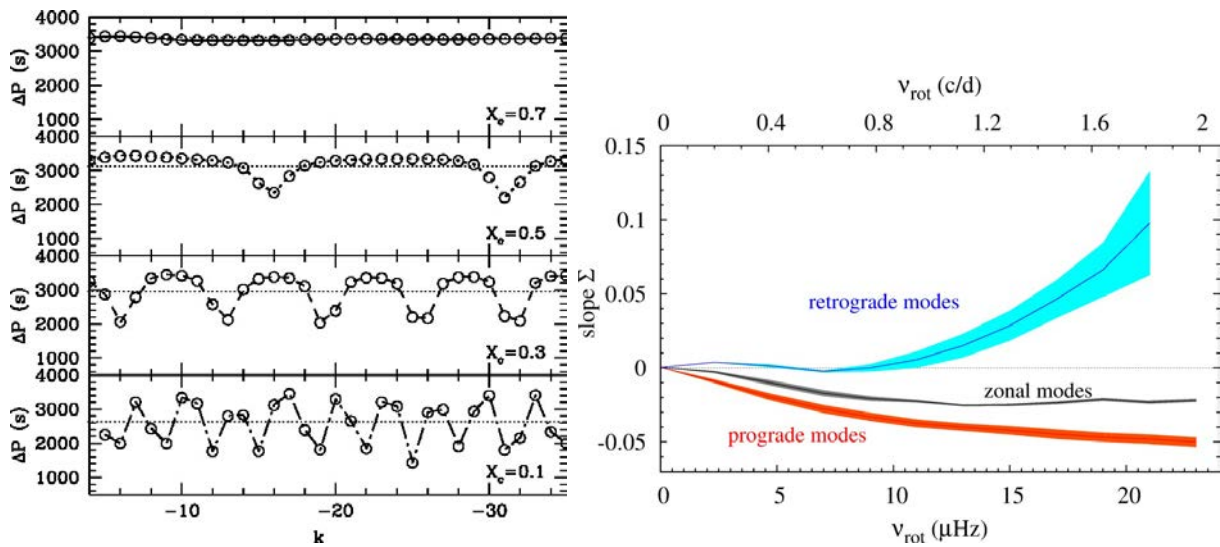 4000
3000
2000
1000
ΔP (s)
X_c=0.7
4000
3000
2000
1000
ΔP (s)
X_c=0.5
4000
3000
2000
1000
ΔP (s)
X_c=0.3
4000
3000
2000
1000
ΔP (s)
X_c=0.1
-10 -20 -30
k
ν_rot (c/d)
0 0.4 0.8 1.2 1.6 2
0.15
0.1
0.05
0
-0.05
slope Σ
retrograde modes
zonal modes
prograde modes
0 5 10 15 20
ν_rot (μHz)